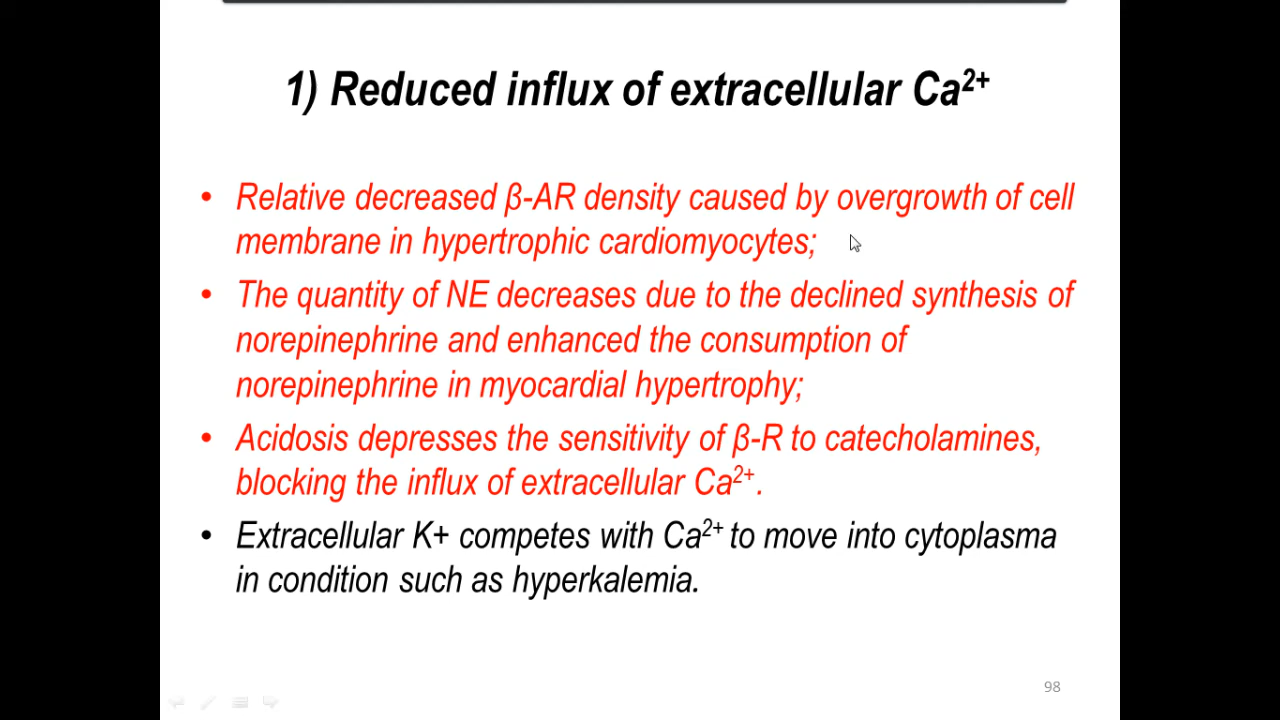 1) Reduced influx of extracellular Ca²⁺
• Relative decreased β-AR density caused by overgrowth of cell
membrane in hypertrophic cardiomyocytes;
• The quantity of NE decreases due to the declined synthesis of
norepinephrine and enhanced the consumption of
norepinephrine in myocardial hypertrophy;
• Acidosis depresses the sensitivity of β-R to catecholamines,
blocking the influx of extracellular Ca²⁺.
• Extracellular K+ competes with Ca²⁺ to move into cytoplasma
in condition such as hyperkalemia.
98